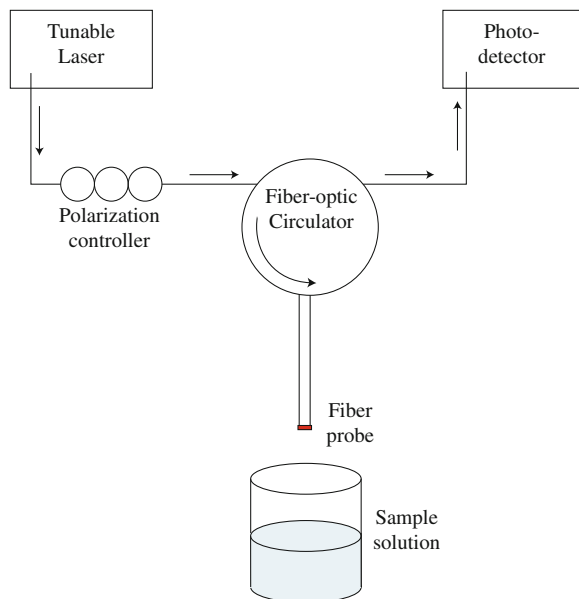 Tunable
Laser
Photo-
detector
Polarization
controller
Fiber-optic
Circulator
Fiber
probe
Sample
solution